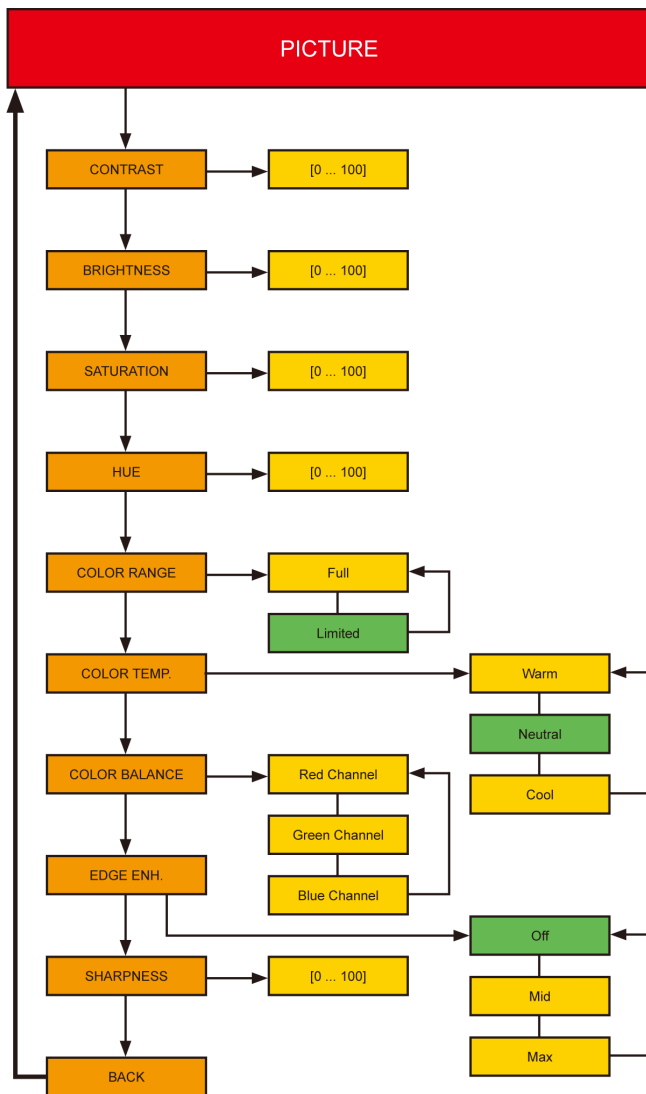 PICTURE
CONTRAST
[0 ... 100]
BRIGHTNESS
[0 ... 100]
SATURATION
[0 ... 100]
HUE
[0 ... 100]
COLOR RANGE
Full
Limited
COLOR TEMP.
Warm
Neutral
Cool
COLOR BALANCE
Red Channel
Green Channel
Blue Channel
EDGE ENH.
Off
Mid
Max
SHARPNESS
[0 ... 100]
BACK